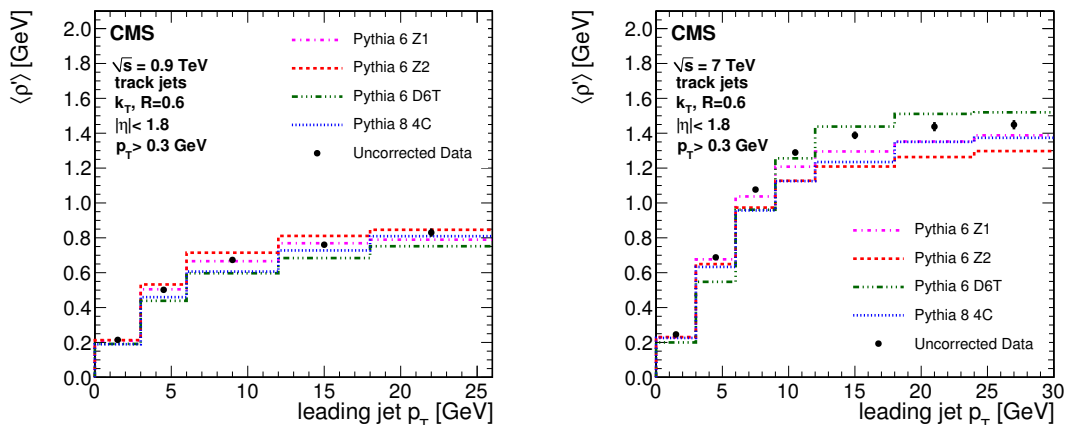 ⟨ρ'⟩ [GeV]
2.0
1.8
1.6
1.4
1.2
1.0
0.8
0.6
0.4
0.2
0.0
CMS
√s = 0.9 TeV
track jets
k_T, R=0.6
|η|< 1.8
p_T> 0.3 GeV
Pythia 6 Z1
Pythia 6 Z2
Pythia 6 D6T
Pythia 8 4C
Uncorrected Data
0 5 10 15 20 25
leading jet p_T [GeV]
⟨ρ'⟩ [GeV]
2.0
1.8
1.6
1.4
1.2
1.0
0.8
0.6
0.4
0.2
0.0
CMS
√s = 7 TeV
track jets
k_T, R=0.6
|η|< 1.8
p_T> 0.3 GeV
Pythia 6 Z1
Pythia 6 Z2
Pythia 6 D6T
Pythia 8 4C
Uncorrected Data
0 5 10 15 20 25 30
leading jet p_T [GeV]